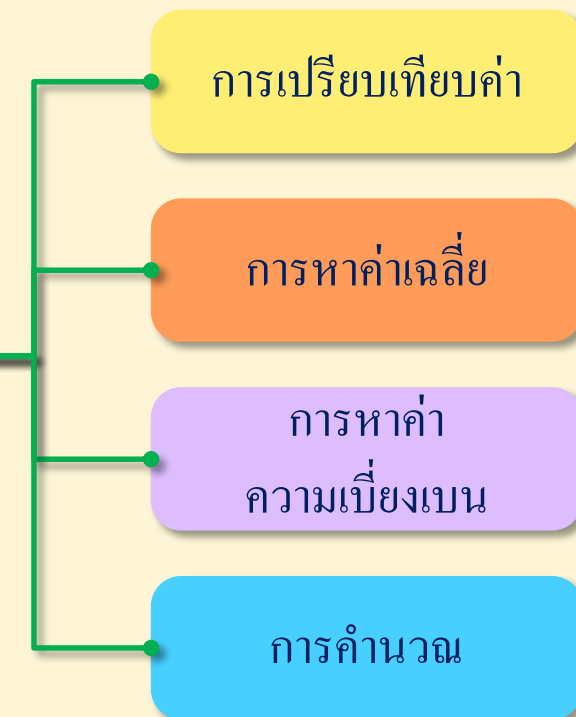 การเปรียบเทียบค่า
การหาค่าเฉลี่ย
การหาค่า
ความเบี่ยงเบน
การคำนวณ